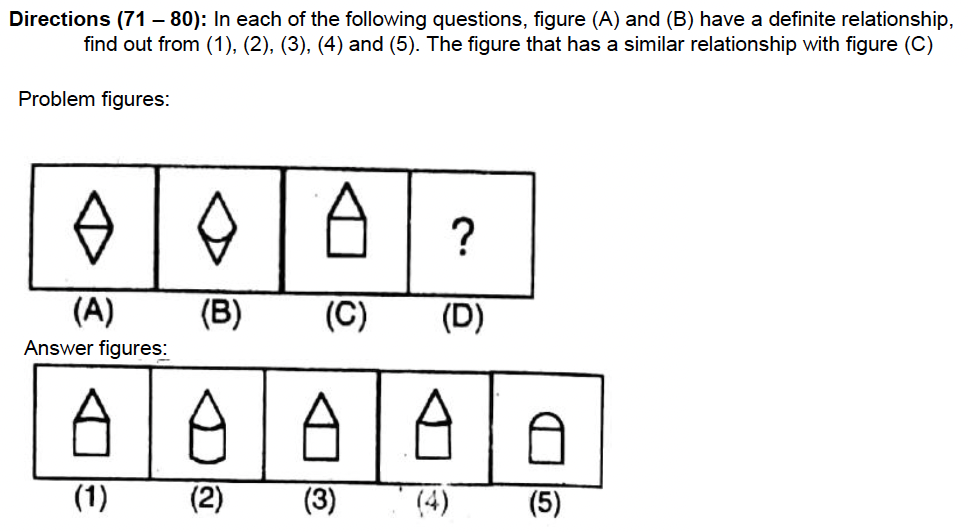 Directions (71 – 80): In each of the following questions, figure (A) and (B) have a definite relationship,
find out from (1), (2), (3), (4) and (5). The figure that has a similar relationship with figure (C)
Problem figures:
?
(A) (B) (C) (D)
Answer figures:
(1) (2) (3) (4) (5)